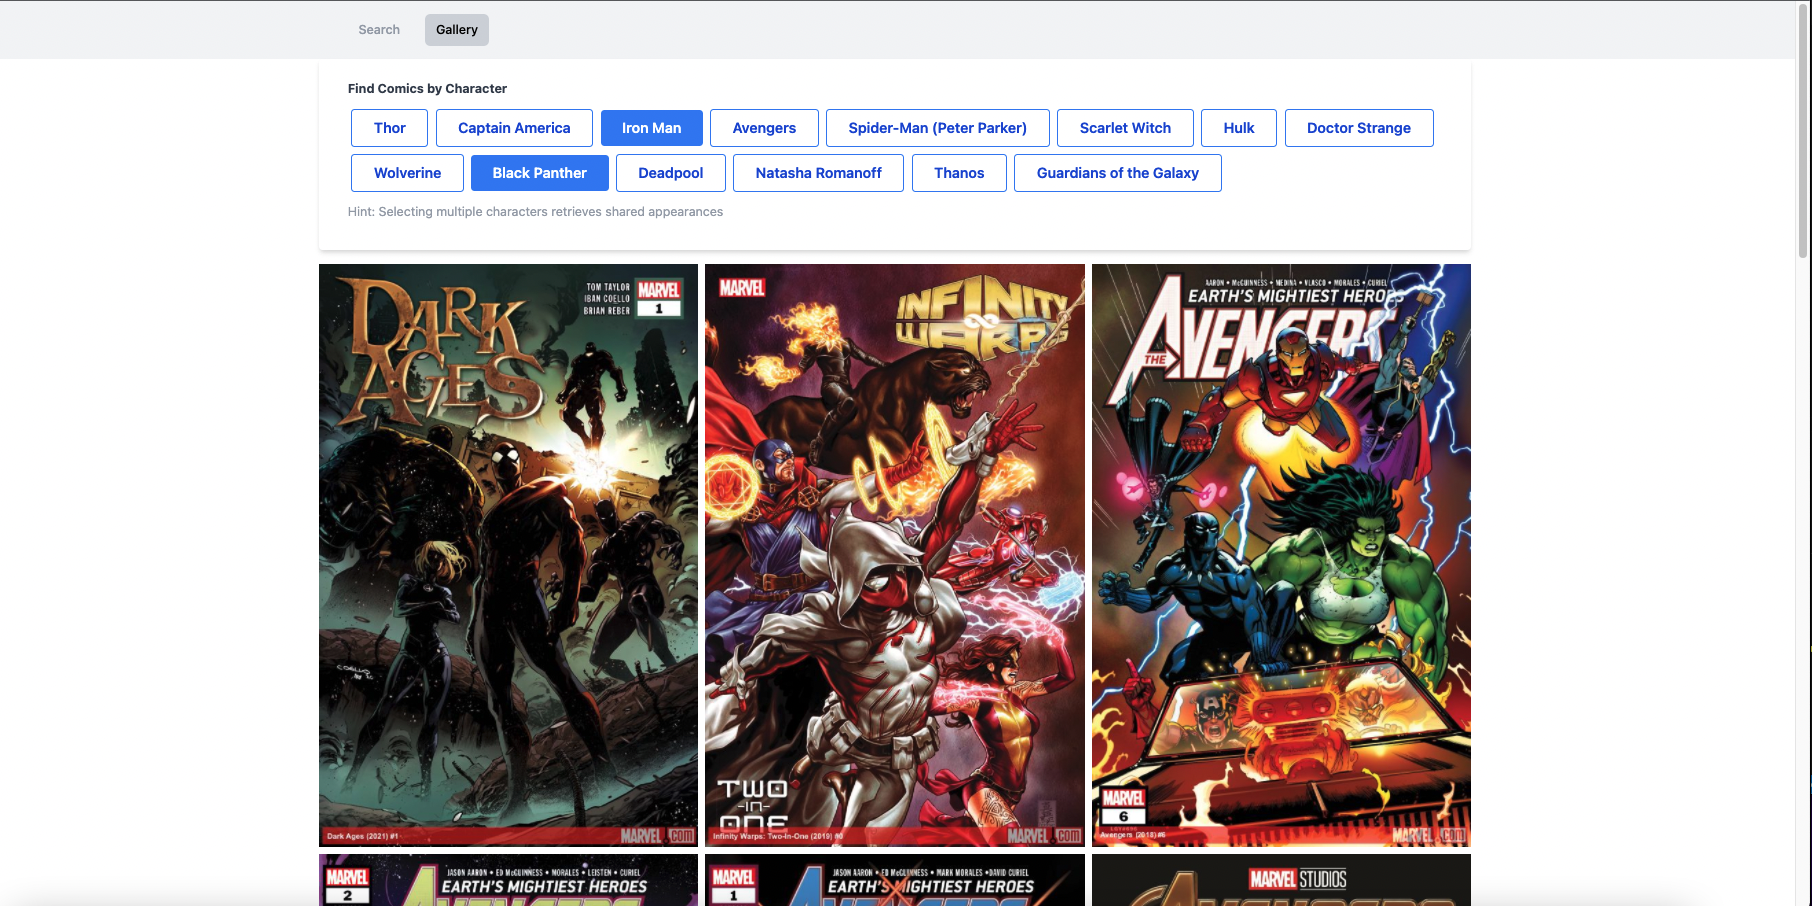 Search
Gallery
Find Comics by Character
Thor
Captain America
Iron Man
Avengers
Spider-Man (Peter Parker)
Scarlet Witch
Hulk
Doctor Strange
Wolverine
Black Panther
Deadpool
Natasha Romanoff
Thanos
Guardians of the Galaxy
Hint: Selecting multiple characters retrieves shared appearances
DARK
AGES
TOM TAYLOR
IBAN COELLO
BRIAN REBER
MARVEL
1
Dark Ages (2021) #1
MARVEL.COM
MARVEL
INFINITY
WARPS
TWO
-IN-
ONE
Infinity Warps: Two-In-One (2019) #0
MARVEL.COM
AARON • McGUINNESS • MEDINA • VLASCO • MORALES • CURIEL
EARTH'S MIGHTIEST HEROES
THE AVENGERS
MARVEL
6
Avengers (2018) #6
MARVEL.COM
MARVEL
2
JASON AARON • ED McGUINNESS • MORALES • LEISTEN • CURIEL
EARTH'S MIGHTIEST HEROES
AVENGERS
MARVEL
1
JASON AARON • ED McGUINNESS • MARK MORALES • DAVID CURIEL
EARTH'S MIGHTIEST HEROES
AVENGERS
MARVEL STUDIOS
AVENGERS